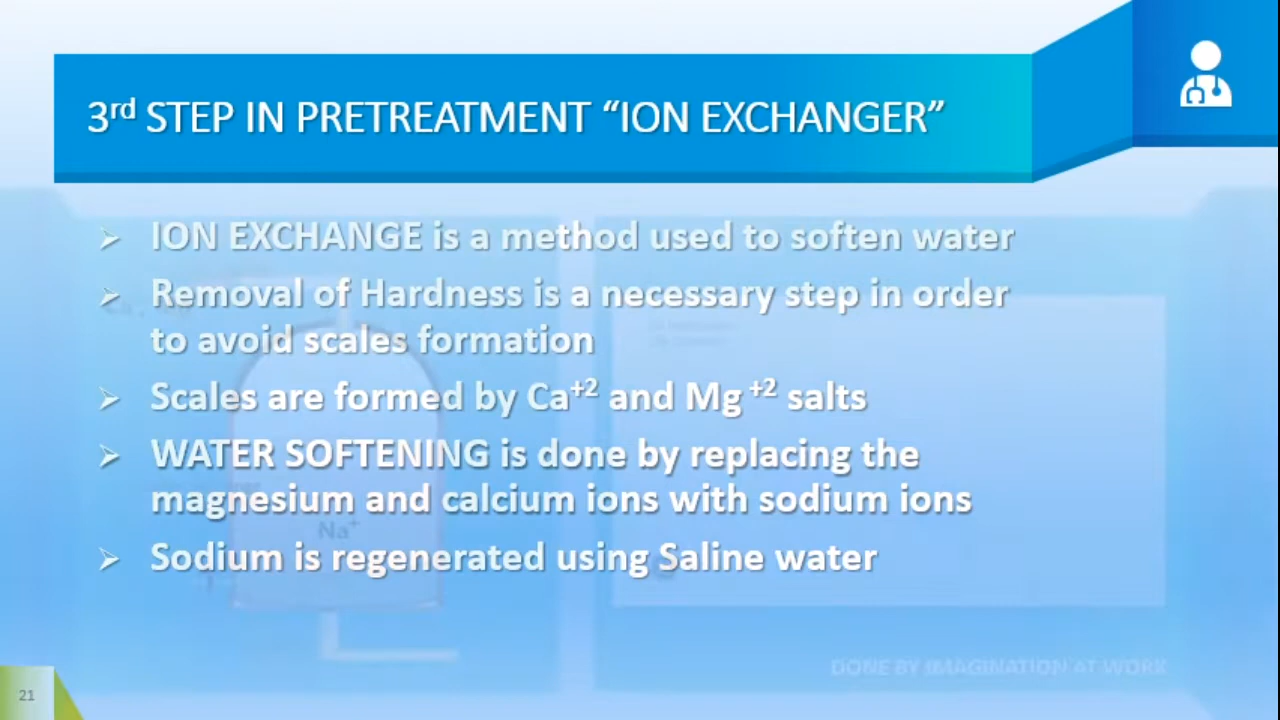 3rd STEP IN PRETREATMENT “ION EXCHANGER”
➢ ION EXCHANGE is a method used to soften water
➢ Removal of Hardness is a necessary step in order
to avoid scales formation
➢ Scales are formed by Ca+2 and Mg +2 salts
➢ WATER SOFTENING is done by replacing the
magnesium and calcium ions with sodium ions
Na+
➢ Sodium is regenerated using Saline water
DONE BY IMAGINATION AT WORK
21